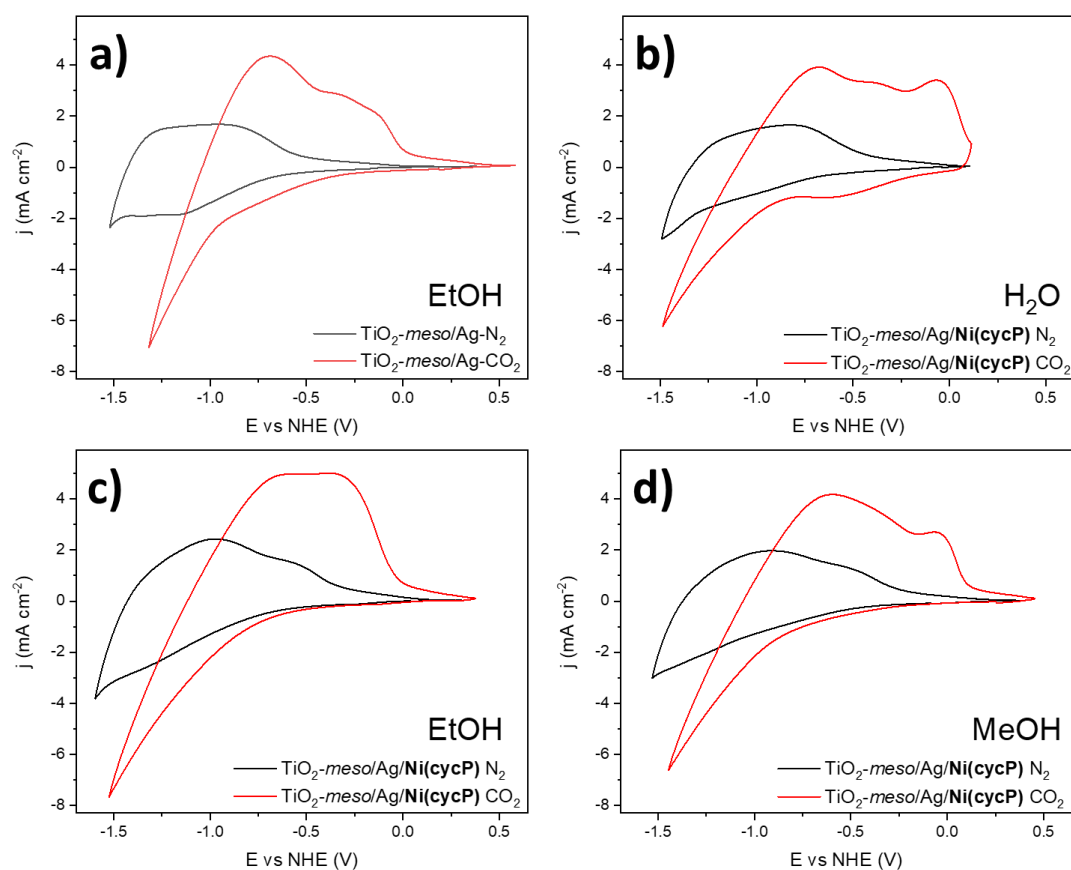 a)
4
2
0
-2
-4
-6
-8
j (mA cm⁻²)
EtOH
TiO₂-meso/Ag-N₂
TiO₂-meso/Ag-CO₂
-1.5 -1.0 -0.5 0.0 0.5
E vs NHE (V)
b)
4
2
0
-2
-4
-6
-8
j (mA cm⁻²)
H₂O
TiO₂-meso/Ag/Ni(cycP) N₂
TiO₂-meso/Ag/Ni(cycP) CO₂
-1.5 -1.0 -0.5 0.0 0.5
E vs NHE (V)
c)
4
2
0
-2
-4
-6
-8
j (mA cm⁻²)
EtOH
TiO₂-meso/Ag/Ni(cycP) N₂
TiO₂-meso/Ag/Ni(cycP) CO₂
-1.5 -1.0 -0.5 0.0 0.5
E vs NHE (V)
d)
4
2
0
-2
-4
-6
-8
j (mA cm⁻²)
MeOH
TiO₂-meso/Ag/Ni(cycP) N₂
TiO₂-meso/Ag/Ni(cycP) CO₂
-1.5 -1.0 -0.5 0.0 0.5
E vs NHE (V)